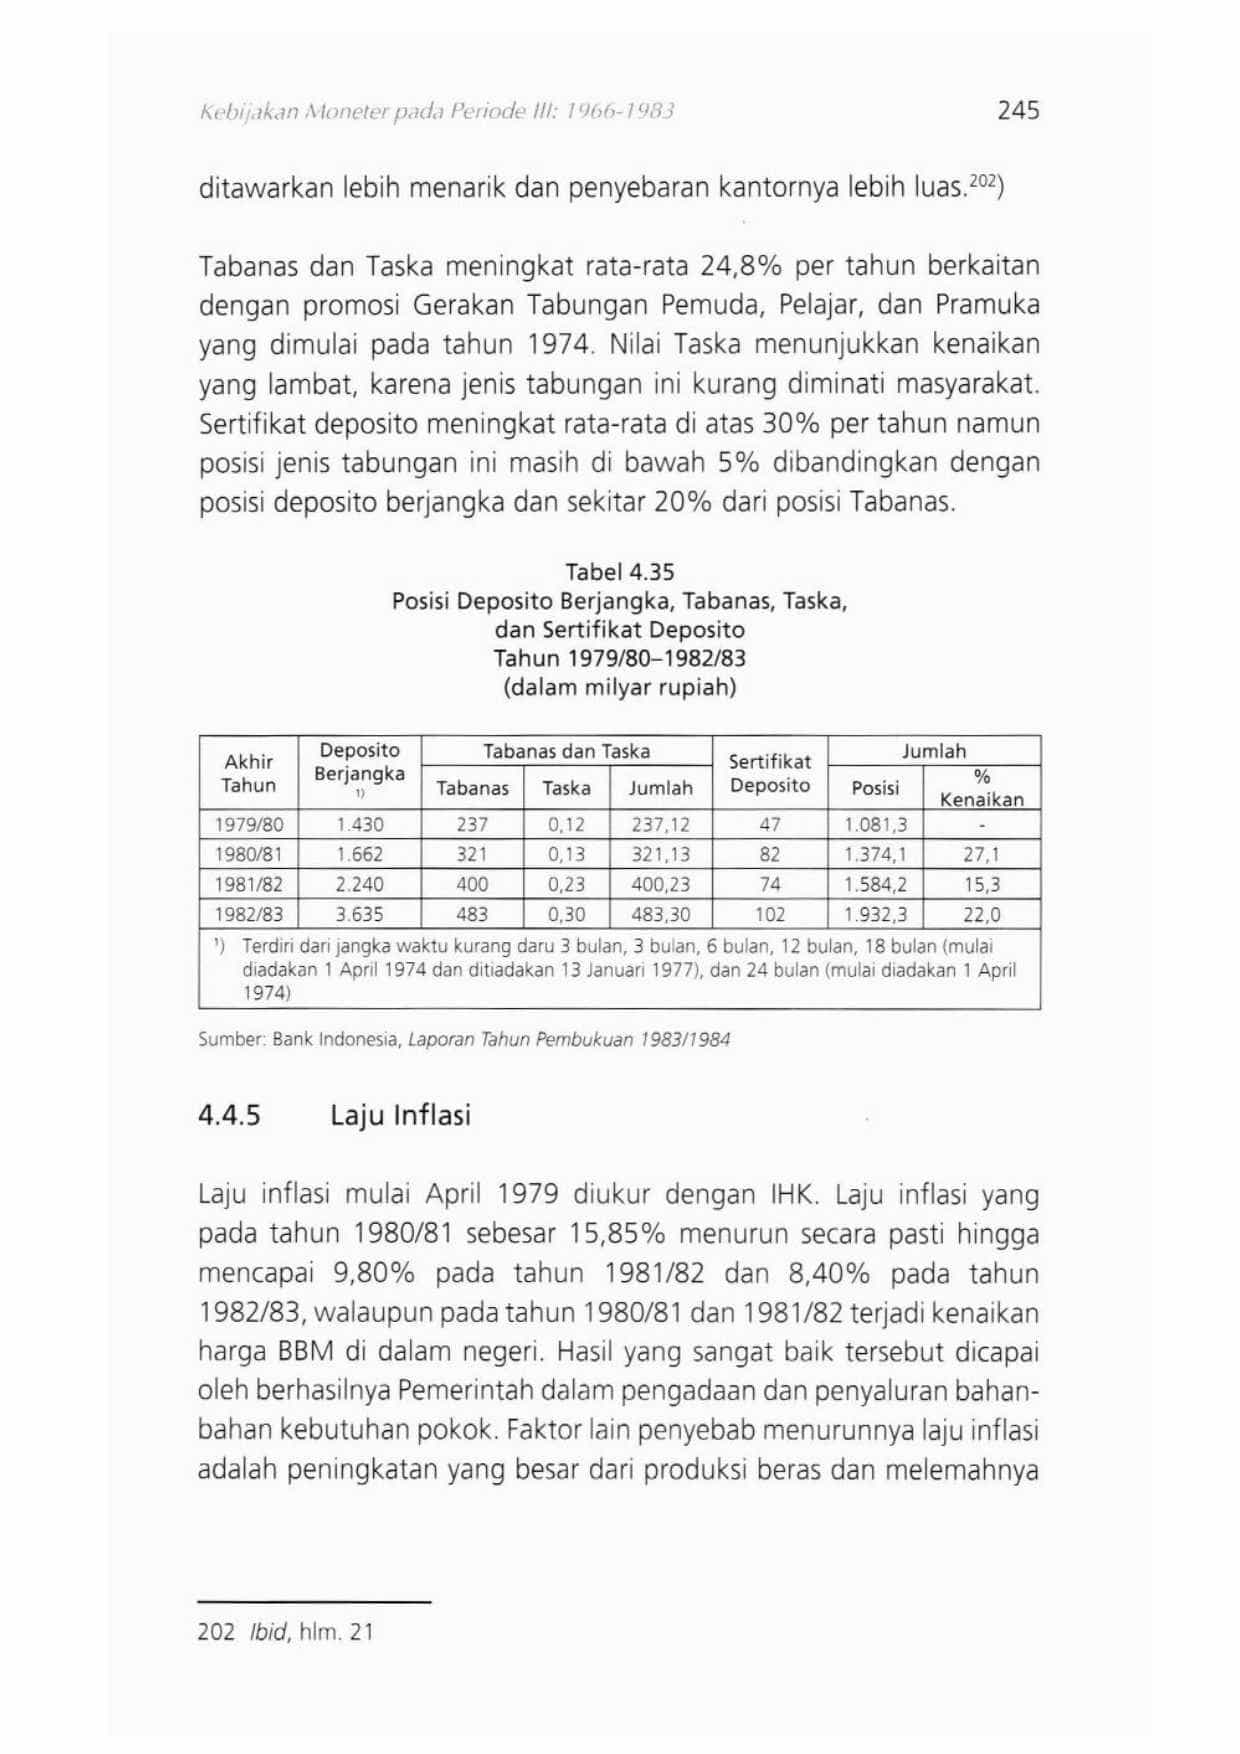 Kebijakan Moneter pada Periode III: 1966-1983 245
ditawarkan lebih menarik dan penyebaran kantornya lebih luas.202)
Tabanas dan Taska meningkat rata-rata 24,8% per tahun berkaitan
dengan promosi Gerakan Tabungan Pemuda, Pelajar, dan Pramuka
yang dimulai pada tahun 1974. Nilai Taska menunjukkan kenaikan
yang lambat, karena jenis tabungan ini kurang diminati masyarakat.
Sertifikat deposito meningkat rata-rata di atas 30% per tahun namun
posisi jenis tabungan ini masih di bawah 5% dibandingkan dengan
posisi deposito berjangka dan sekitar 20% dari posisi Tabanas.
Tabel 4.35
Posisi Deposito Berjangka, Tabanas, Taska,
dan Sertifikat Deposito
Tahun 1979/80–1982/83
(dalam milyar rupiah)
Akhir Tahun Deposito Berjangka 1) Tabanas dan Taska Sertifikat Deposito Jumlah
Tabanas Taska Jumlah Posisi % Kenaikan
1979/80 1.430 237 0,12 237,12 47 1.081,3 -
1980/81 1.662 321 0,13 321,13 82 1.374,1 27,1
1981/82 2.240 400 0,23 400,23 74 1.584,2 15,3
1982/83 3.635 483 0,30 483,30 102 1.932,3 22,0
1) Terdiri dari jangka waktu kurang daru 3 bulan, 3 bulan, 6 bulan, 12 bulan, 18 bulan (mulai
diadakan 1 April 1974 dan ditiadakan 13 Januari 1977), dan 24 bulan (mulai diadakan 1 April
1974)
Sumber: Bank Indonesia, Laporan Tahun Pembukuan 1983/1984
4.4.5 Laju Inflasi
Laju inflasi mulai April 1979 diukur dengan IHK. Laju inflasi yang
pada tahun 1980/81 sebesar 15,85% menurun secara pasti hingga
mencapai 9,80% pada tahun 1981/82 dan 8,40% pada tahun
1982/83, walaupun pada tahun 1980/81 dan 1981/82 terjadi kenaikan
harga BBM di dalam negeri. Hasil yang sangat baik tersebut dicapai
oleh berhasilnya Pemerintah dalam pengadaan dan penyaluran bahan-
bahan kebutuhan pokok. Faktor lain penyebab menurunnya laju inflasi
adalah peningkatan yang besar dari produksi beras dan melemahnya
202 Ibid, hlm. 21